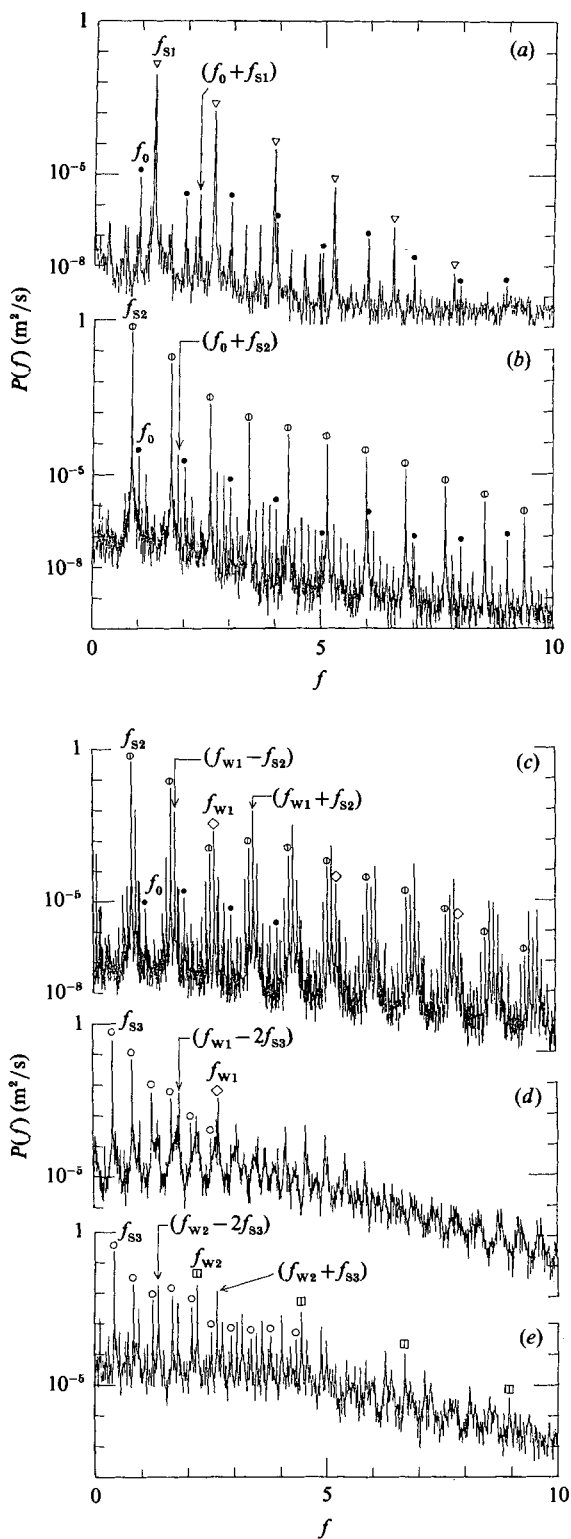 1
(a)
f_S1
(f_0 + f_S1)
f_0
10^-5
10^-8
1
(b)
f_S2
(f_0 + f_S2)
f_0
P(f) (m²/s)
10^-5
10^-8
0 5 10
f
1
(c)
f_S2
(f_W1 − f_S2)
f_W1
(f_W1 + f_S2)
f_0
10^-5
10^-8
P(f) (m²/s)
1
(d)
f_S3
(f_W1 − 2f_S3)
f_W1
10^-5
1
(e)
f_S3
(f_W2 − 2f_S3)
f_W2
(f_W2 + f_S3)
10^-5
0 5 10
f